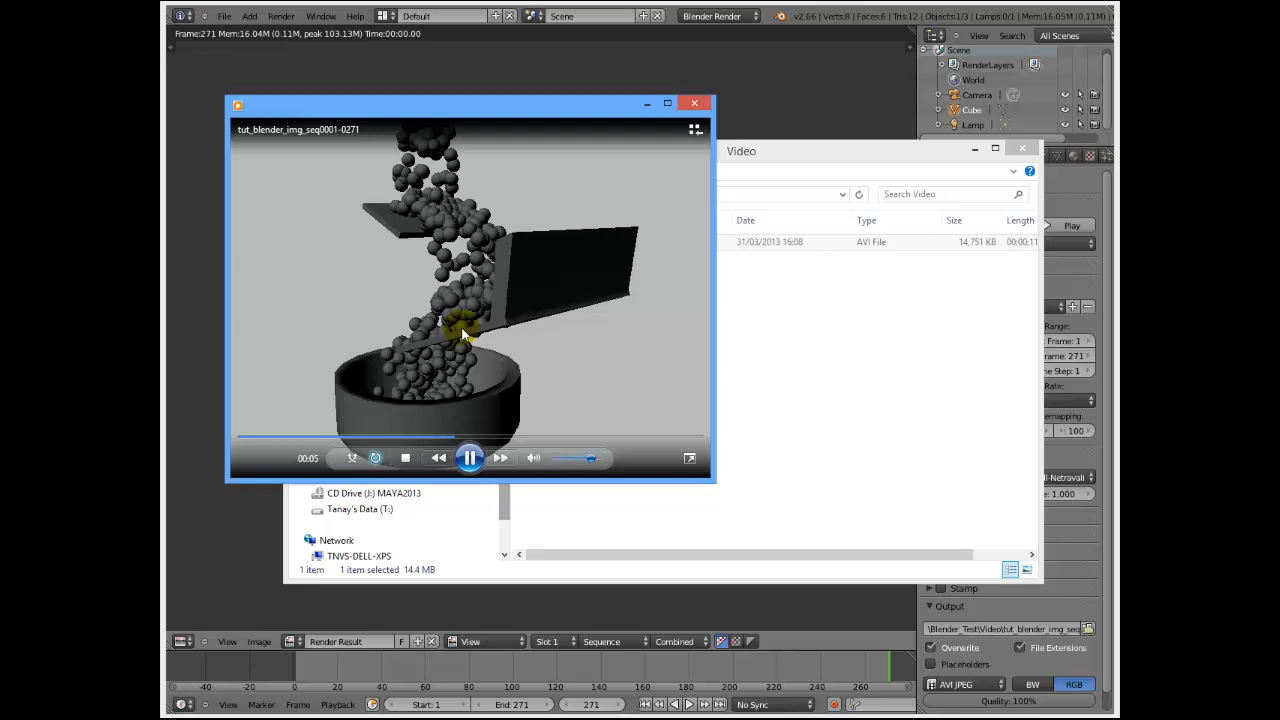 File Add Render Window Help Default Scene Blender Render v2.66 | Verts:8 | Faces:6 | Tris:12 | Objects:1/3 | Lamps:0/1 | Mem:16.05M (0.11M)
Frame:271 Mem:16.04M (0.11M, peak 103.13M) Time:00:00.00
View Search All Scenes
Scene
RenderLayers
World
Camera
Cube
Lamp
tut_blender_img_seq0001-0271
Video
Search Video
Date Type Size Length
31/03/2013 16:08 AVI File 14,751 KB 00:00:11
Play
Range:
Frame: 1
rame: 271
ne Step: 1
Rate:
emapping:
: 100
ll-Netravali
e: 1.000
00:05
CD Drive (J:) MAYA2013
Tanay's Data (T:)
Network
TNVS-DELL-XPS
1 item 1 item selected 14.4 MB
Stamp
Output
\Blender_Test\Video\tut_blender_img_seq
Overwrite File Extensions
Placeholders
AVI JPEG BW RGB
Quality: 100%
View Image Render Result F View Slot 1 Sequence Combined
-40 -20 0 20 40 60 80 100 120 140 160 180 200 220 240 260
View Marker Frame Playback Start: 1 End: 271 271 No Sync